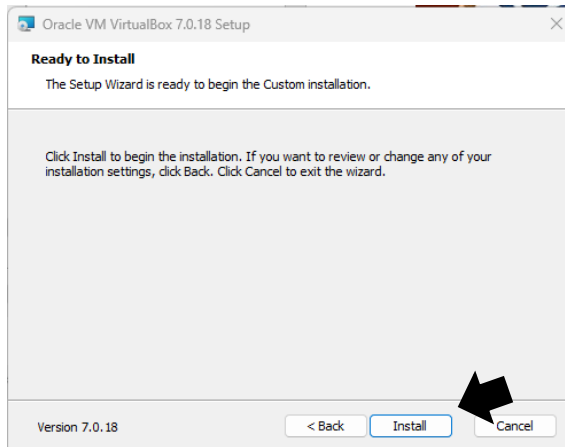 Oracle VM VirtualBox 7.0.18 Setup
Ready to Install
The Setup Wizard is ready to begin the Custom installation.
Click Install to begin the installation. If you want to review or change any of your
installation settings, click Back. Click Cancel to exit the wizard.
Version 7.0.18
< Back
Install
Cancel